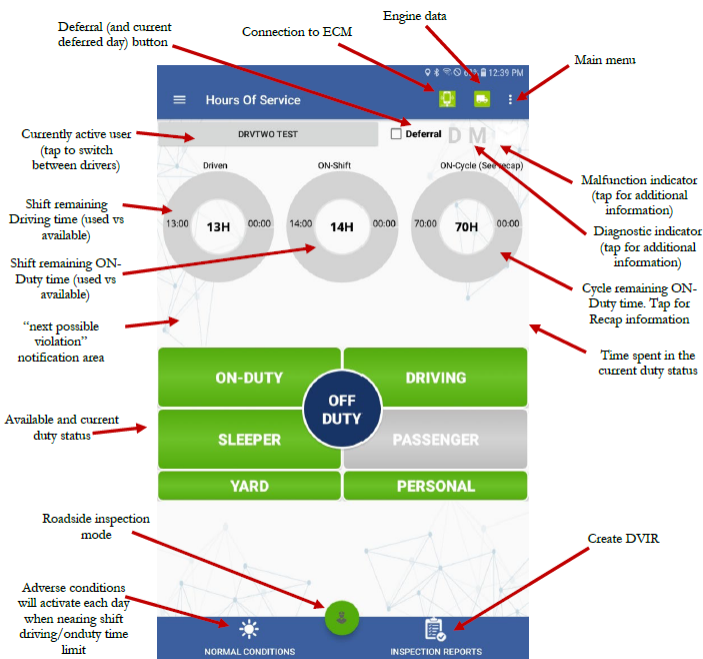 Deferral (and current
deferred day) button
Connection to ECM
Engine data
Main menu
12:39 PM
Hours Of Service
Currently active user
(tap to switch
between drivers)
DRVTWO TEST
Deferral
D M
Malfunction indicator
(tap for additional
information)
Driven
ON-Shift
ON-Cycle (See recap)
Shift remaining
Driving time (used vs
available)
13:00
13H
00:00
14:00
14H
00:00
70:00
70H
00:00
Diagnostic indicator
(tap for additional
information)
Shift remaining ON-
Duty time (used vs
available)
Cycle remaining ON-
Duty time. Tap for
Recap information
“next possible
violation”
notification area
Time spent in the
current duty status
Available and current
duty status
ON-DUTY
DRIVING
OFF
DUTY
SLEEPER
PASSENGER
YARD
PERSONAL
Roadside inspection
mode
Create DVIR
Adverse conditions
will activate each day
when nearing shift
driving/onduty time
limit
NORMAL CONDITIONS
INSPECTION REPORTS